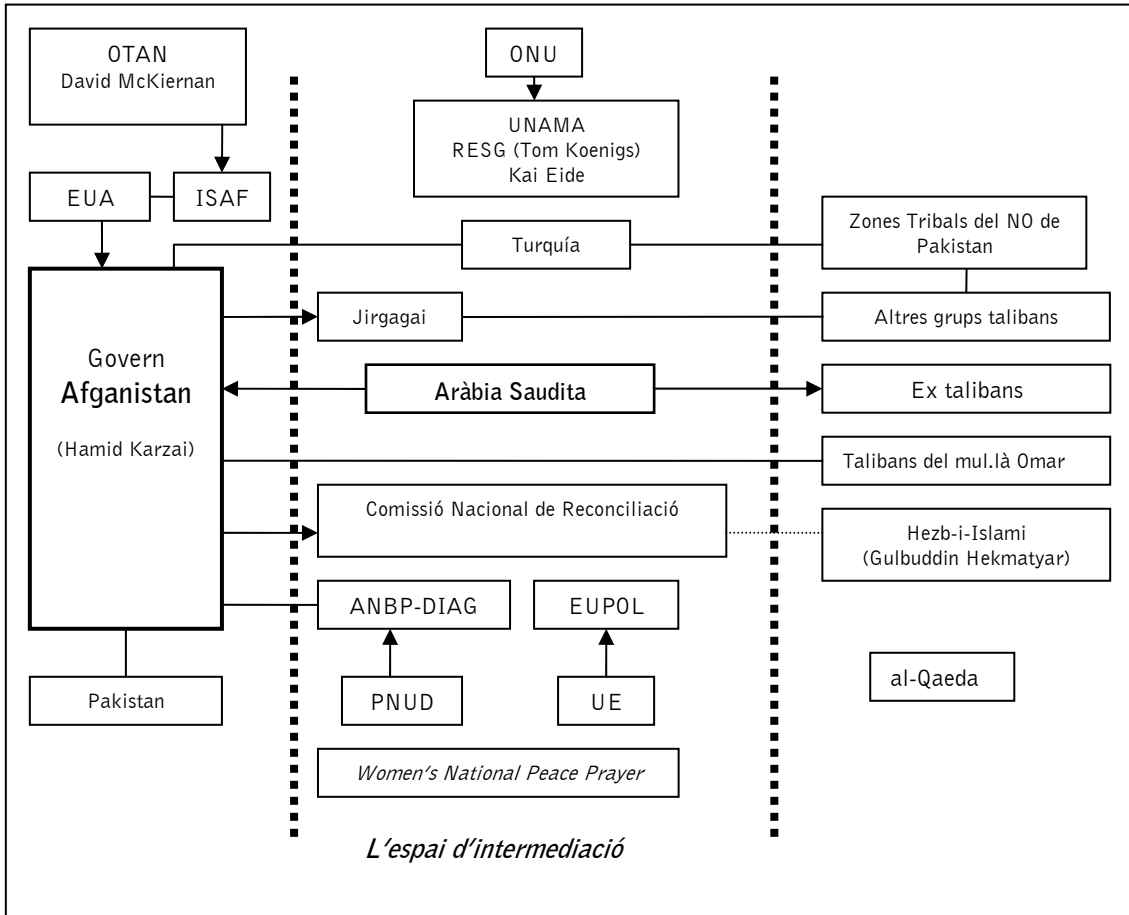 OTAN
David McKiernan
ONU
UNAMA
RESG (Tom Koenigs)
Kai Eide
EUA
ISAF
Turquía
Zones Tribals del NO de
Pakistan
Jirgagai
Altres grups talibans
Govern
Afganistan
(Hamid Karzai)
Aràbia Saudita
Ex talibans
Talibans del mul.là Omar
Comissió Nacional de Reconciliació
Hezb-i-Islami
(Gulbuddin Hekmatyar)
ANBP-DIAG
EUPOL
Pakistan
PNUD
UE
al-Qaeda
Women's National Peace Prayer
L'espai d'intermediació